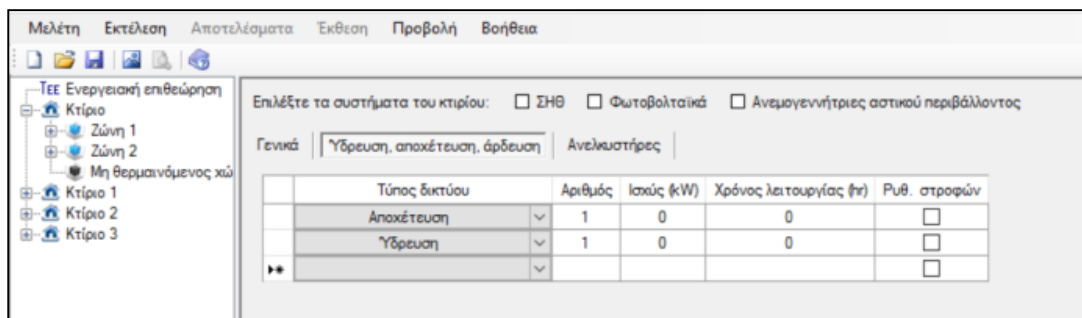 Μελέτη Εκτέλεση Αποτελέσματα Έκθεση Προβολή Βοήθεια
ΤΕΕ Ενεργειακή επιθεώρηση
Κτίριο
Ζώνη 1
Ζώνη 2
Μη θερμαινόμενος χώ
Κτίριο 1
Κτίριο 2
Κτίριο 3
Επιλέξτε τα συστήματα του κτιρίου: ΣΗΘ Φωτοβολταϊκά Ανεμογεννήτριες αστικού περιβάλλοντος
Γενικά Ύδρευση, αποχέτευση, άρδευση Ανελκυστήρες
Τύπος δικτύου Αριθμός Ισχύς (kW) Χρόνος λειτουργίας (hr) Ρυθ. στροφών
Αποχέτευση 1 0 0
Ύδρευση 1 0 0